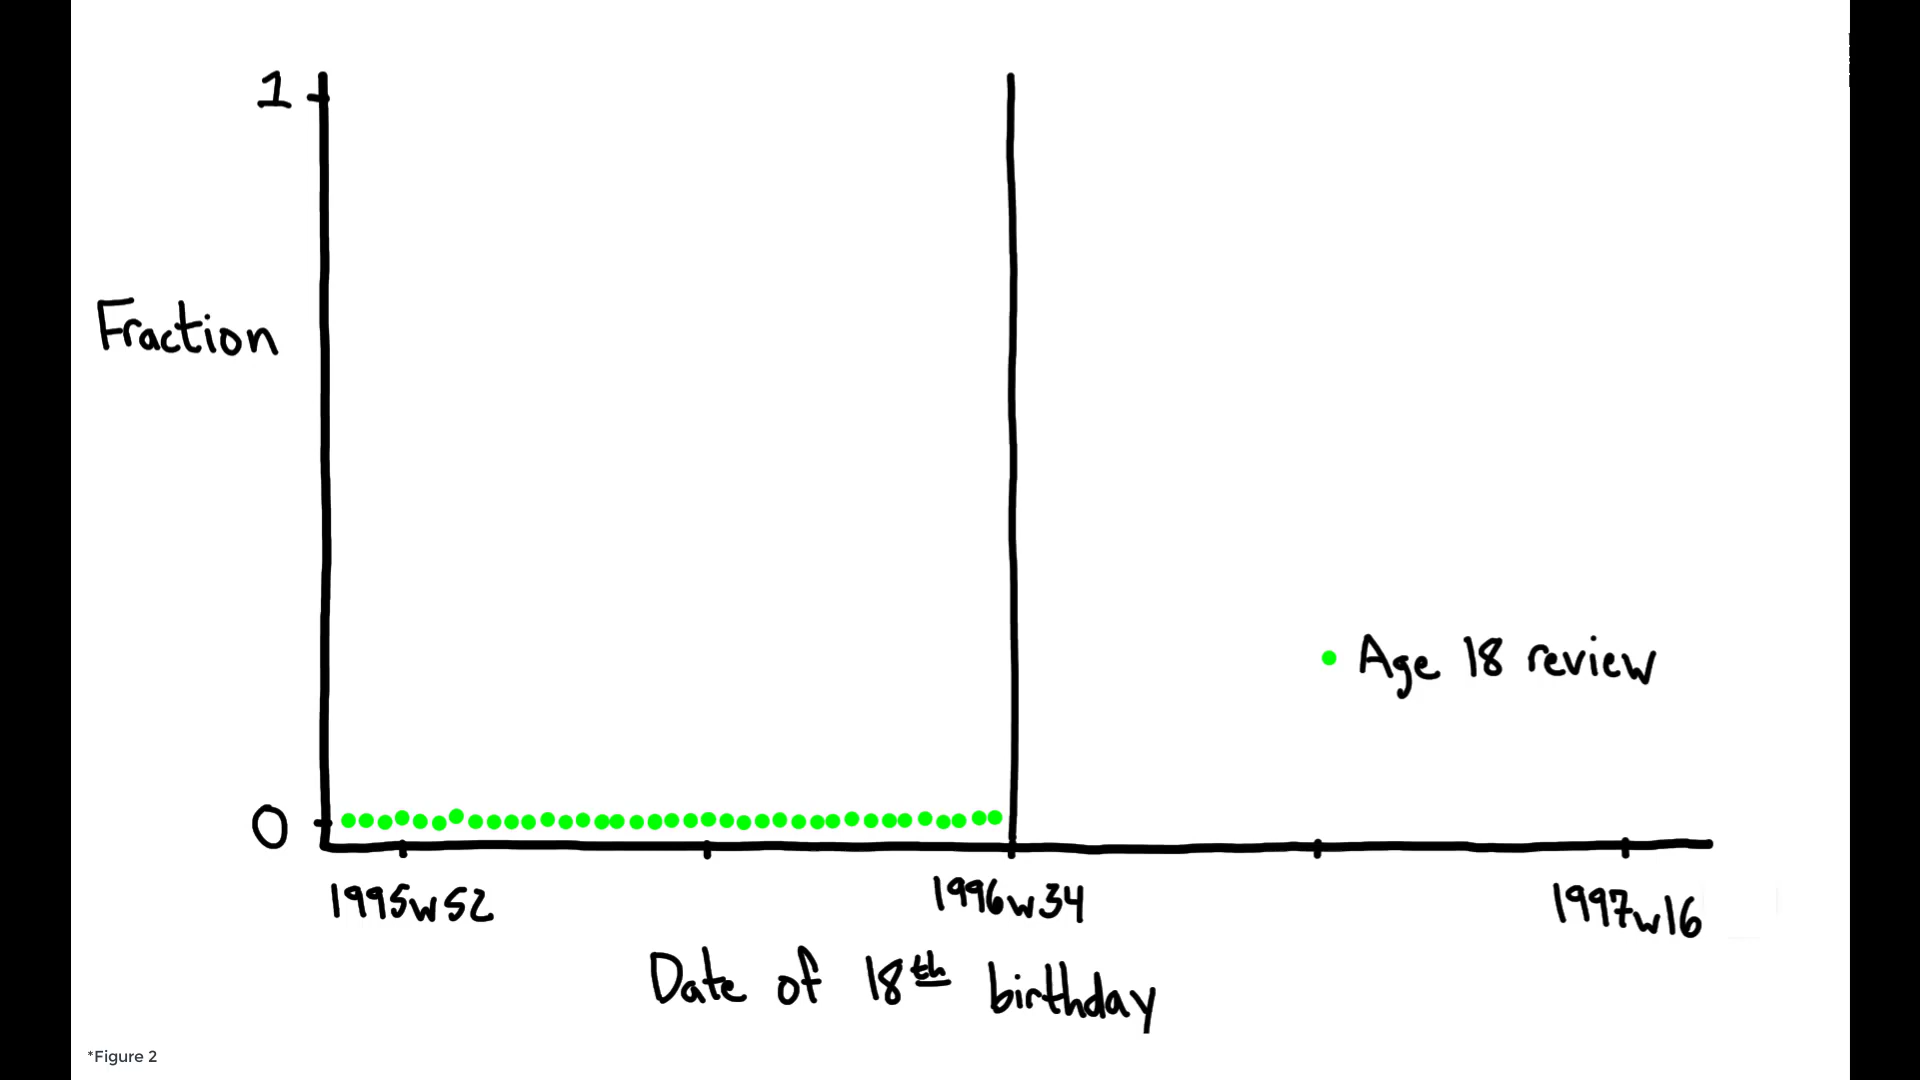 1
Fraction
Age 18 review
0
1995w52
1996w34
1997w16
Date of 18th birthday
*Figure 2